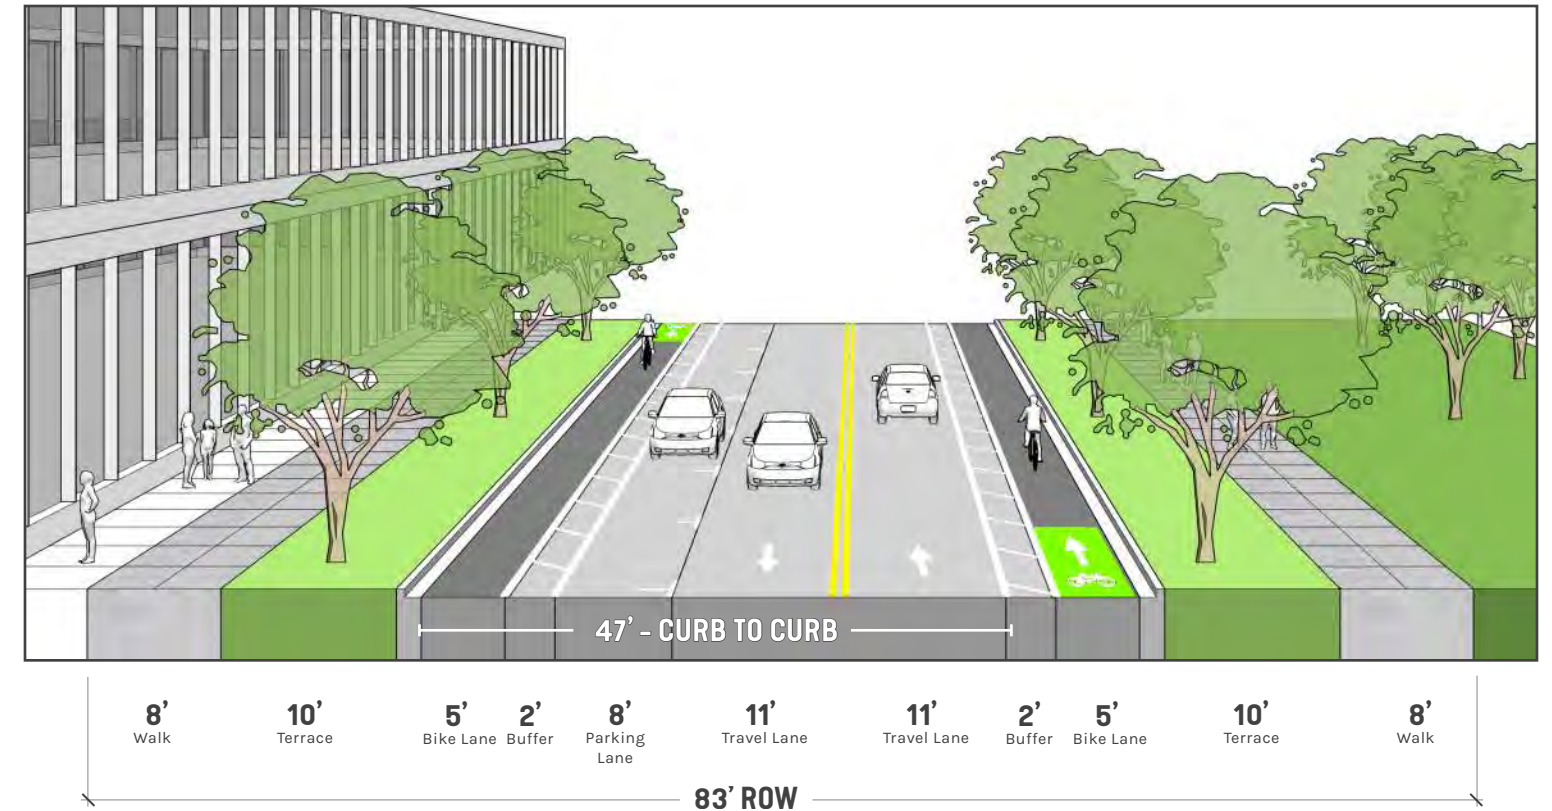 47’ - CURB TO CURB
8’ 10’ 5’ 2’ 8’ 11’ 11’ 2’ 5’ 10’ 8’
Walk Terrace Bike Lane Buffer Parking Travel Lane Travel Lane Buffer Bike Lane Terrace Walk
Lane
83’ ROW